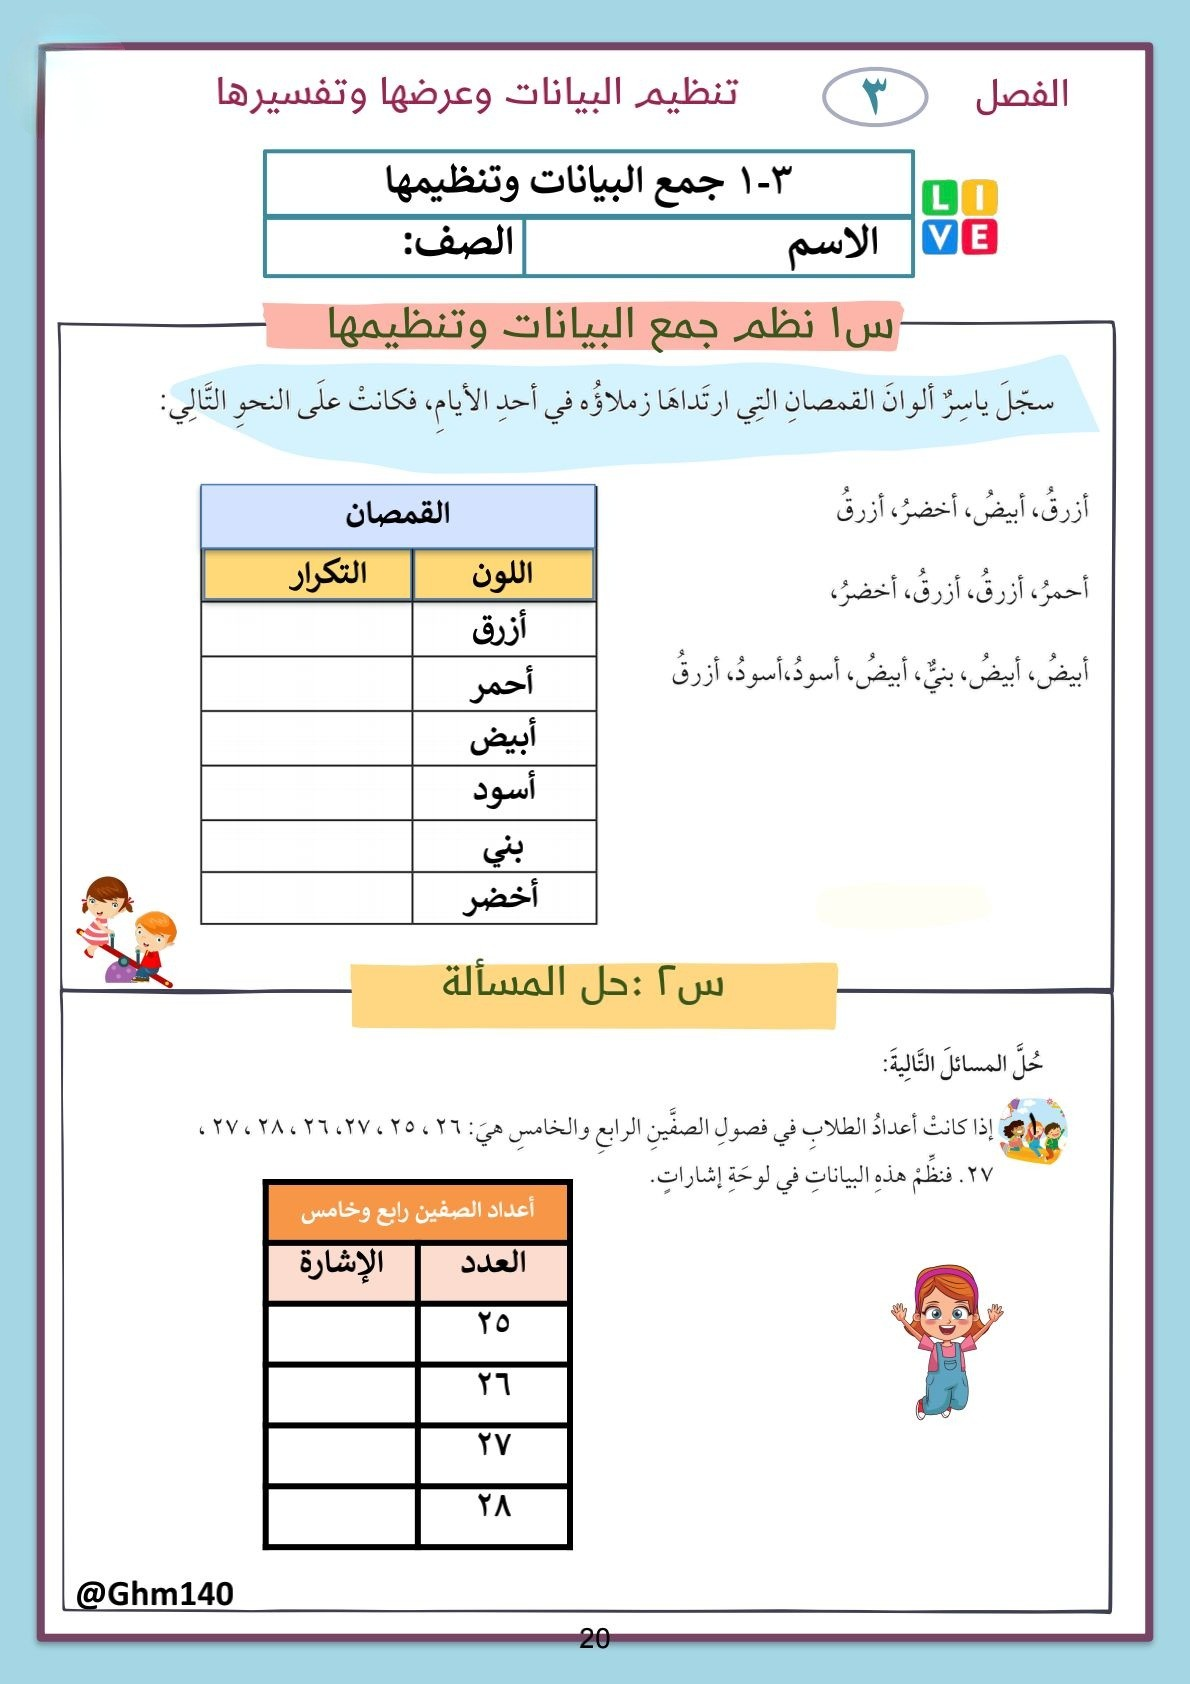 الفصل ٣ تنظيم البيانات وعرضها وتفسيرها
٣-١ جمع البيانات وتنظيمها
LIVE
الاسم الصف:
س١ نظم جمع البيانات وتنظيمها
سجّلَ ياسِرٌ ألوانَ القمصانِ التِي ارتَداهَا زملاؤُه في أحدِ الأيامِ، فكانتْ علَى النحوِ التَّالِي:
أزرقُ، أبيضُ، أخضرُ، أزرقُ
أحمرُ، أزرقُ، أزرقُ، أخضرُ،
أبيضُ، أبيضُ، بنيٌّ، أبيضُ، أسودُ،أسودُ، أزرقُ
القمصان
اللون التكرار
أزرق
أحمر
أبيض
أسود
بني
أخضر
س٢ :حل المسألة
حُلَّ المسائلَ التَّالِيةَ:
إذا كانتْ أعدادُ الطلابِ في فصولِ الصفَّينِ الرابعِ والخامسِ هيَ: ٢٦ ، ٢٥ ، ٢٧، ٢٦ ، ٢٨ ، ٢٧ ،
٢٧. فنظِّمْ هذهِ البياناتِ في لوحَةِ إشاراتٍ.
أعداد الصفين رابع وخامس
العدد الإشارة
٢٥
٢٦
٢٧
٢٨
@Ghm140
20